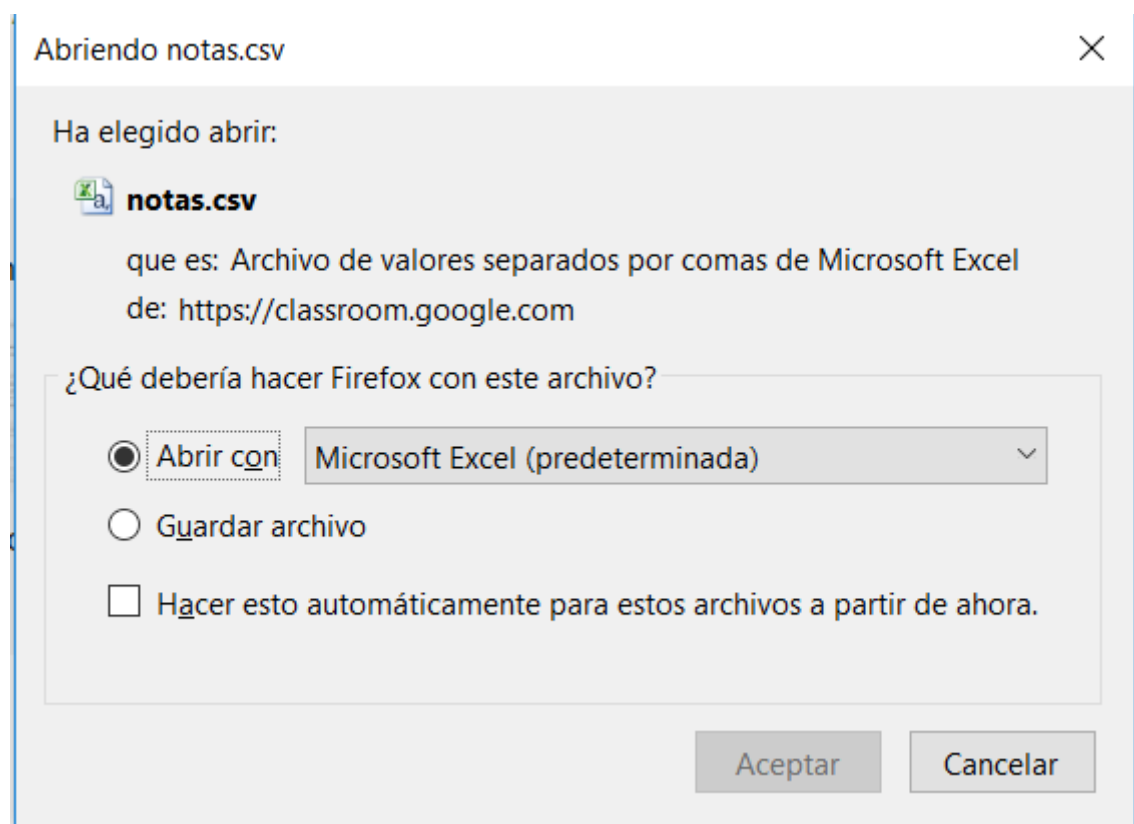 Abriendo notas.csv
Ha elegido abrir:
notas.csv
que es: Archivo de valores separados por comas de Microsoft Excel
de: https://classroom.google.com
¿Qué debería hacer Firefox con este archivo?
Abrir con Microsoft Excel (predeterminada)
Guardar archivo
Hacer esto automáticamente para estos archivos a partir de ahora.
Aceptar Cancelar